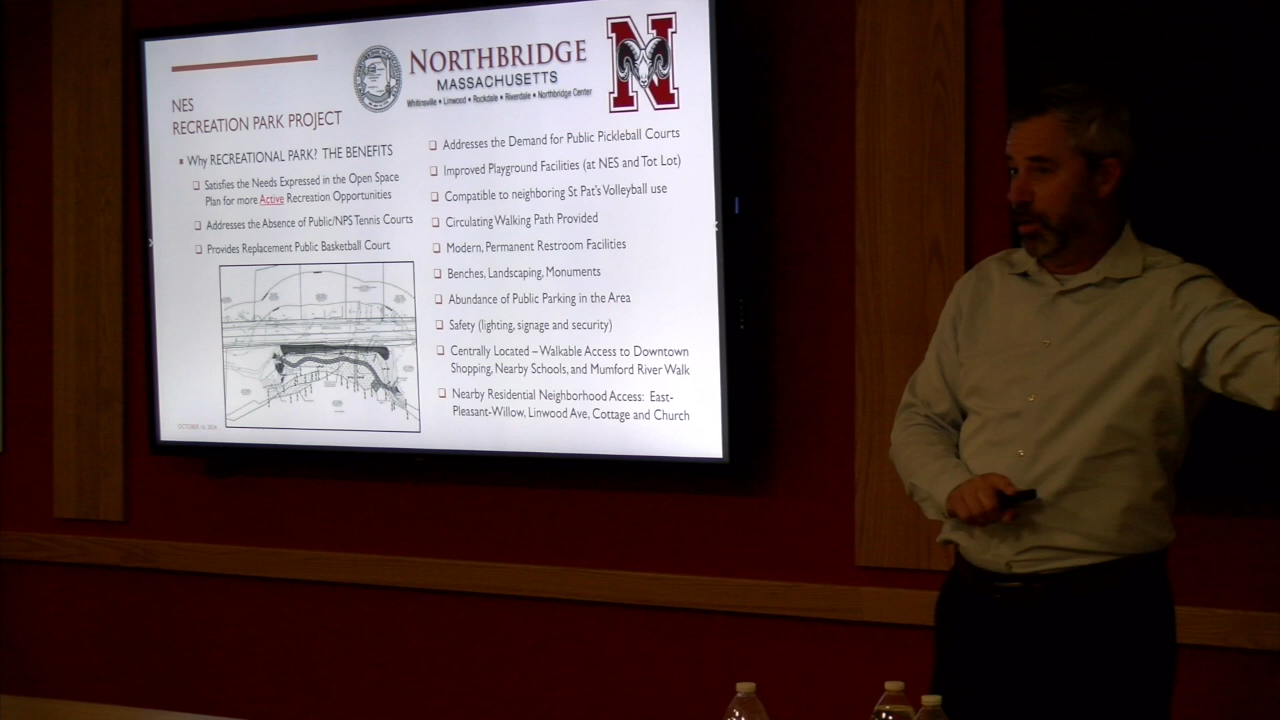 NORTHBRIDGE
MASSACHUSETTS
Whitinsville • Linwood • Rockdale • Riverdale • Northbridge Center
N
NES
RECREATION PARK PROJECT
Why RECREATIONAL PARK? THE BENEFITS
Satisfies the Needs Expressed in the Open Space
Plan for more Active Recreation Opportunities
Addresses the Absence of Public/NPS Tennis Courts
Provides Replacement Public Basketball Court
Addresses the Demand for Public Pickleball Courts
Improved Playground Facilities (at NES and Tot Lot)
Compatible to neighboring St Pat's Volleyball use
Circulating Walking Path Provided
Modern, Permanent Restroom Facilities
Benches, Landscaping, Monuments
Abundance of Public Parking in the Area
Safety (lighting, signage and security)
Centrally Located – Walkable Access to Downtown
Shopping, Nearby Schools, and Mumford River Walk
Nearby Residential Neighborhood Access: East-
Pleasant-Willow, Linwood Ave, Cottage and Church
OCTOBER 16, 2024